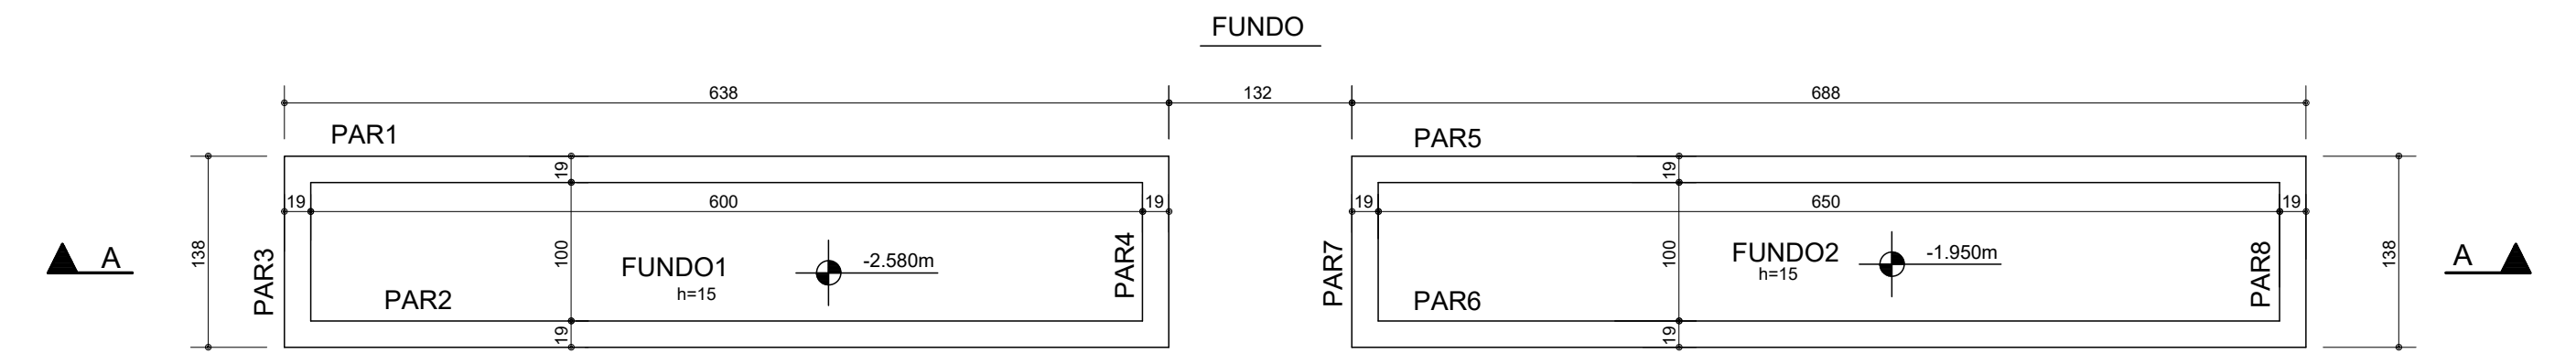 FUNDO
638
132
688
PAR1
PAR5
19
19
19
600
19
19
650
19
138
PAR3
100
FUNDO1
h=15
-2.580m
PAR4
PAR2
19
A
PAR7
100
FUNDO2
h=15
-1.950m
PAR8
PAR6
19
138
A